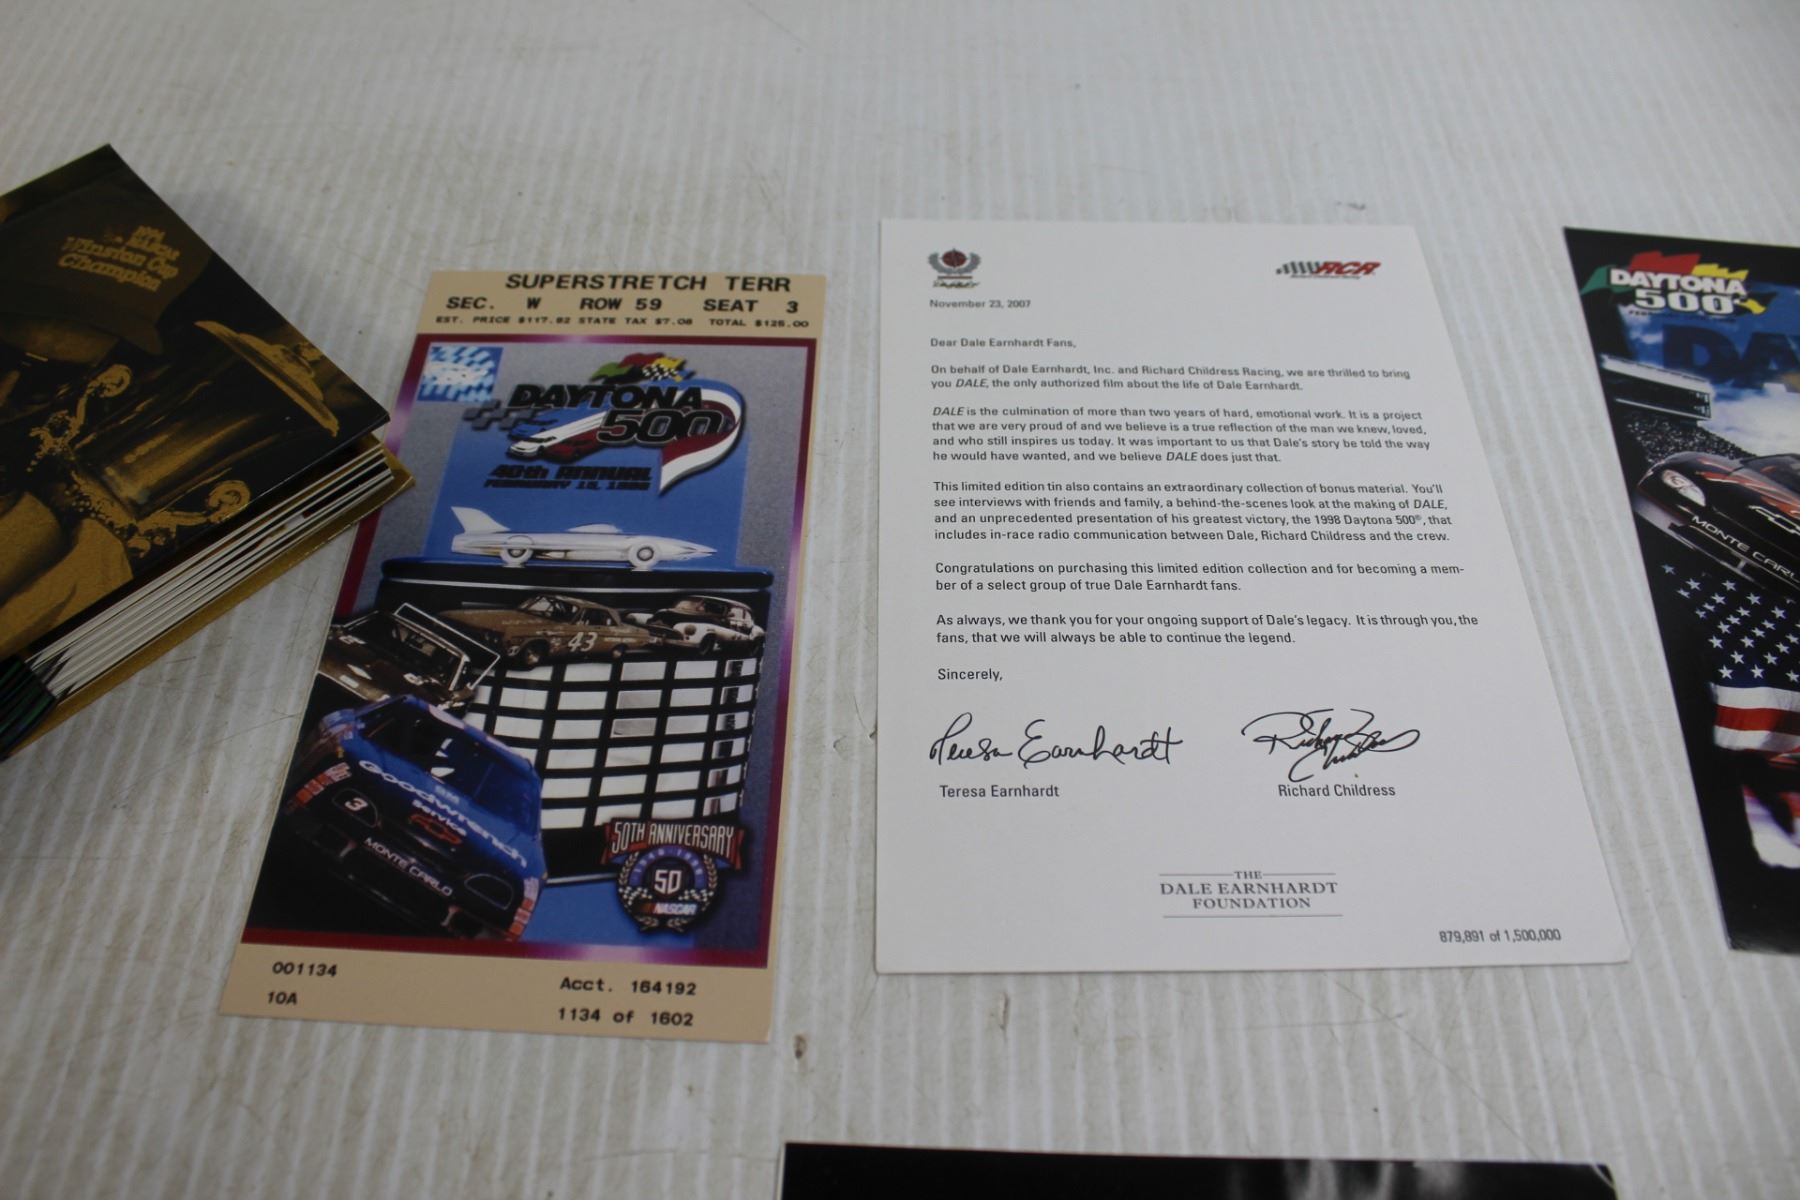 1994
NASCAR
Winston Cup
Champion
SUPERSTRETCH TERR
SEC. W ROW 59 SEAT 3
EST. PRICE $117.92 STATE TAX $7.08 TOTAL $125.00
DAYTONA
500
40th ANNUAL
FEBRUARY 15, 1998
43
GM
Goodwrench
Service
3
MONTE CARLO
50TH ANNIVERSARY
1948 1998
50
NASCAR
001134
10A
Acct. 164192
1134 of 1602
RCR
November 23, 2007
Dear Dale Earnhardt Fans,
On behalf of Dale Earnhardt, Inc. and Richard Childress Racing, we are thrilled to bring
you DALE, the only authorized film about the life of Dale Earnhardt.
DALE is the culmination of more than two years of hard, emotional work. It is a project
that we are very proud of and we believe is a true reflection of the man we knew, loved,
and who still inspires us today. It was important to us that Dale's story be told the way
he would have wanted, and we believe DALE does just that.
This limited edition tin also contains an extraordinary collection of bonus material. You'll
see interviews with friends and family, a behind-the-scenes look at the making of DALE,
and an unprecedented presentation of his greatest victory, the 1998 Daytona 500®, that
includes in-race radio communication between Dale, Richard Childress and the crew.
Congratulations on purchasing this limited edition collection and for becoming a mem-
ber of a select group of true Dale Earnhardt fans.
As always, we thank you for your ongoing support of Dale's legacy. It is through you, the
fans, that we will always be able to continue the legend.
Sincerely,
Teresa Earnhardt
Richard Childress
Teresa Earnhardt
Richard Childress
THE
DALE EARNHARDT
FOUNDATION
879,891 of 1,500,000
DAYTONA
500
DA
MONTE CARLO